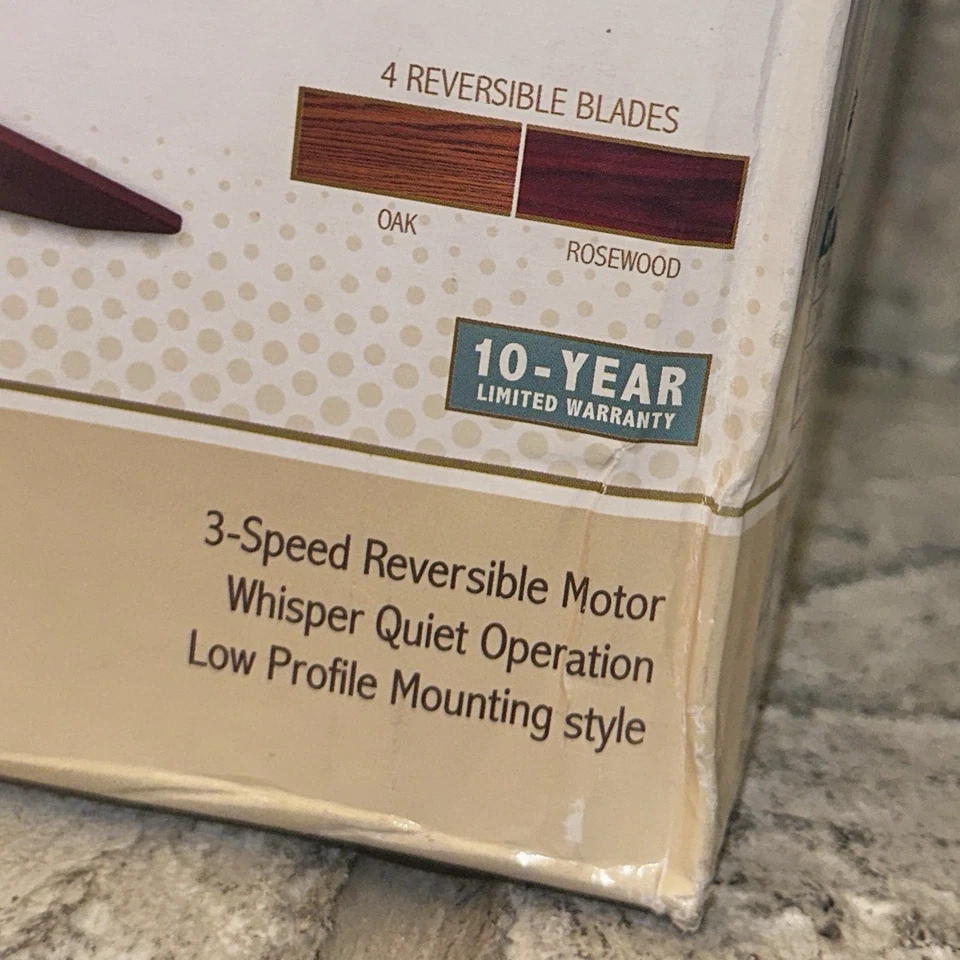 4 REVERSIBLE BLADES
OAK
ROSEWOOD
10-YEAR
LIMITED WARRANTY
3-Speed Reversible Motor
Whisper Quiet Operation
Low Profile Mounting style